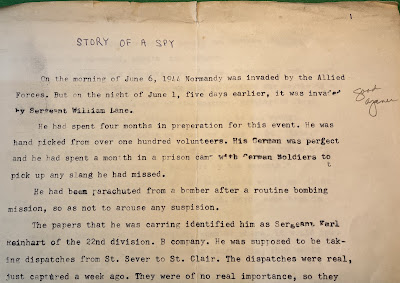 STORY OF A SPY
On the morning of June 6, 1944 Normandy was invaded by the Allied
Forces. But on the night of June 1, five days earlier, it was invaded
by Sergeant William Lane.
He had spent four months in preperation for this event. He was
hand picked from over one hundred volunteers. His German was perfect
and he had spent a month in a prison camp with German Soldiers to
pick up any slang he had missed.
He had been parachuted from a bomber after a routine bombing
mission, so as not to arouse any suspision.
The papers that he was carring identified him as Sergeant Karl
Reinhart of the 22nd division. B company. He was supposed to be tak-
ing dispatches from St. Sever to St. Clair. The dispatches were real,
just captured a week ago. They were of no real importance, so they